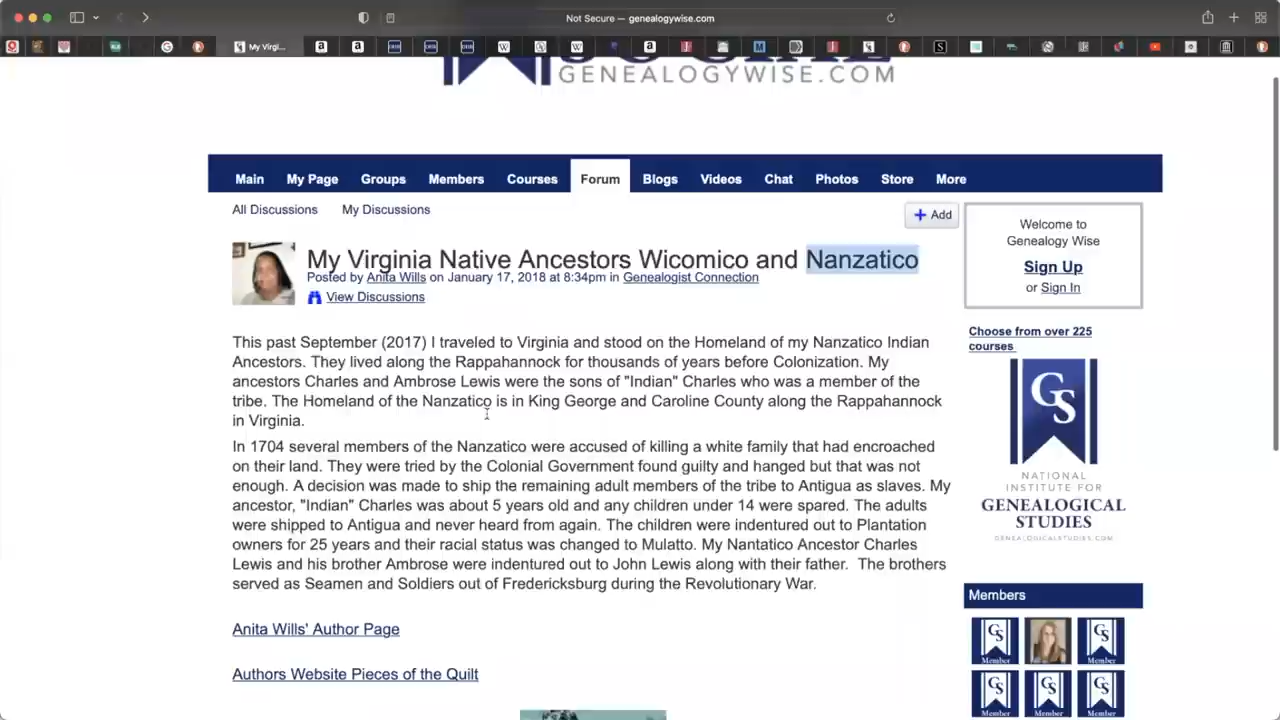 Not Secure — genealogywise.com
My Virgi...
GENEALOGYWISE.COM
Main My Page Groups Members Courses Forum Blogs Videos Chat Photos Store More
All Discussions My Discussions
+ Add
My Virginia Native Ancestors Wicomico and Nanzatico
Posted by Anita Wills on January 17, 2018 at 8:34pm in Genealogist Connection
View Discussions
This past September (2017) I traveled to Virginia and stood on the Homeland of my Nanzatico Indian
Ancestors. They lived along the Rappahannock for thousands of years before Colonization. My
ancestors Charles and Ambrose Lewis were the sons of "Indian" Charles who was a member of the
tribe. The Homeland of the Nanzatico is in King George and Caroline County along the Rappahannock
in Virginia.
In 1704 several members of the Nanzatico were accused of killing a white family that had encroached
on their land. They were tried by the Colonial Government found guilty and hanged but that was not
enough. A decision was made to ship the remaining adult members of the tribe to Antigua as slaves. My
ancestor, "Indian" Charles was about 5 years old and any children under 14 were spared. The adults
were shipped to Antigua and never heard from again. The children were indentured out to Plantation
owners for 25 years and their racial status was changed to Mulatto. My Nantatico Ancestor Charles
Lewis and his brother Ambrose were indentured out to John Lewis along with their father. The brothers
served as Seamen and Soldiers out of Fredericksburg during the Revolutionary War.
Anita Wills' Author Page
Authors Website Pieces of the Quilt
Welcome to
Genealogy Wise
Sign Up
or Sign In
Choose from over 225
courses
GS
NATIONAL
INSTITUTE FOR
GENEALOGICAL
STUDIES
GENEALOGICALSTUDIES.COM
Members
GS GS
Member Member
GS GS GS
Member Member Member